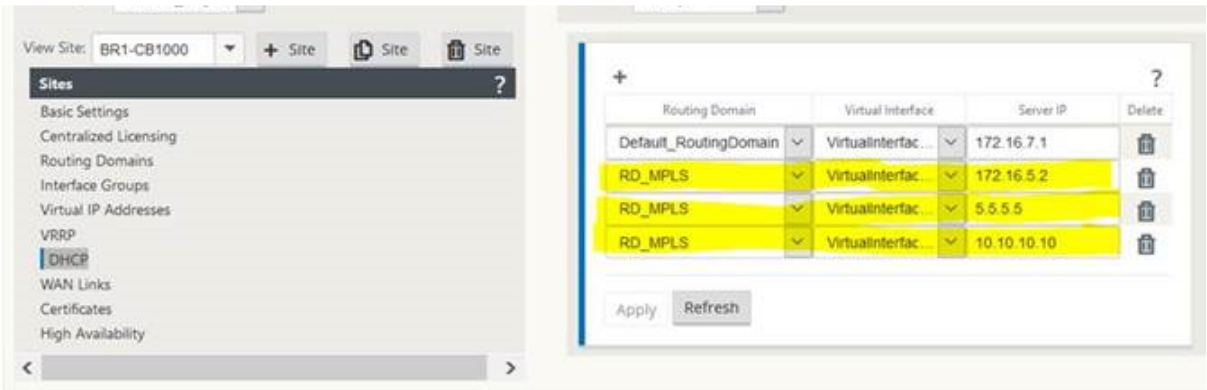 View Site: BR1-CB1000 + Site Site Site
Sites ?
Basic Settings
Centralized Licensing
Routing Domains
Interface Groups
Virtual IP Addresses
VRRP
DHCP
WAN Links
Certificates
High Availability
+ ?
Routing Domain Virtual Interface Server IP Delete
Default_RoutingDomain VirtualInterfac... 172.16.7.1
RD_MPLS VirtualInterfac... 172.16.5.2
RD_MPLS VirtualInterfac... 5.5.5.5
RD_MPLS VirtualInterfac... 10.10.10.10
Apply Refresh